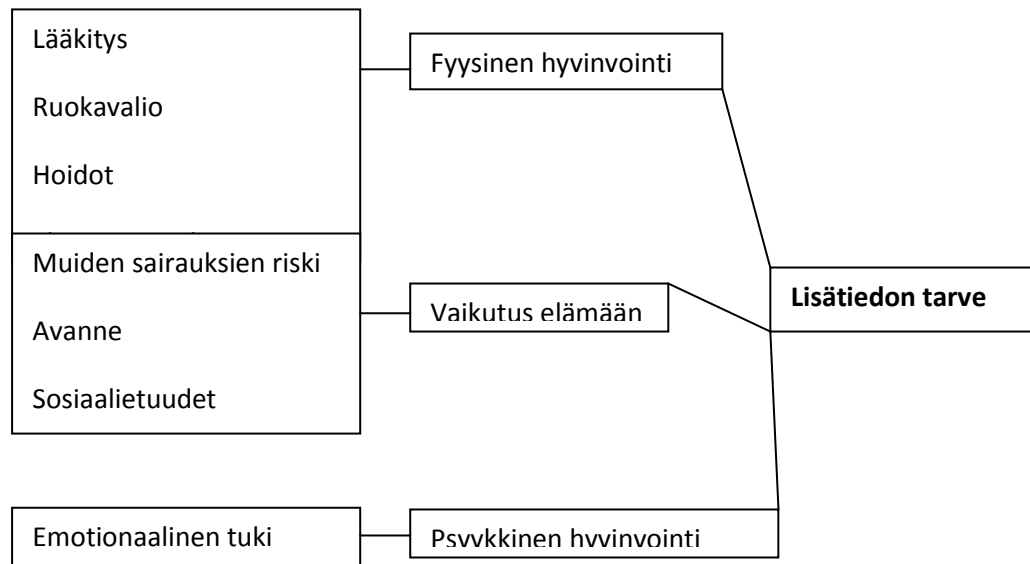 Lääkitys
Ruokavalio
Hoidot
Muiden sairauksien riski
Avanne
Sosiaalietuudet
Emotionaalinen tuki
Fyysinen hyvinvointi
Vaikutus elämään
Psyykkinen hyvinvointi
Lisätiedon tarve